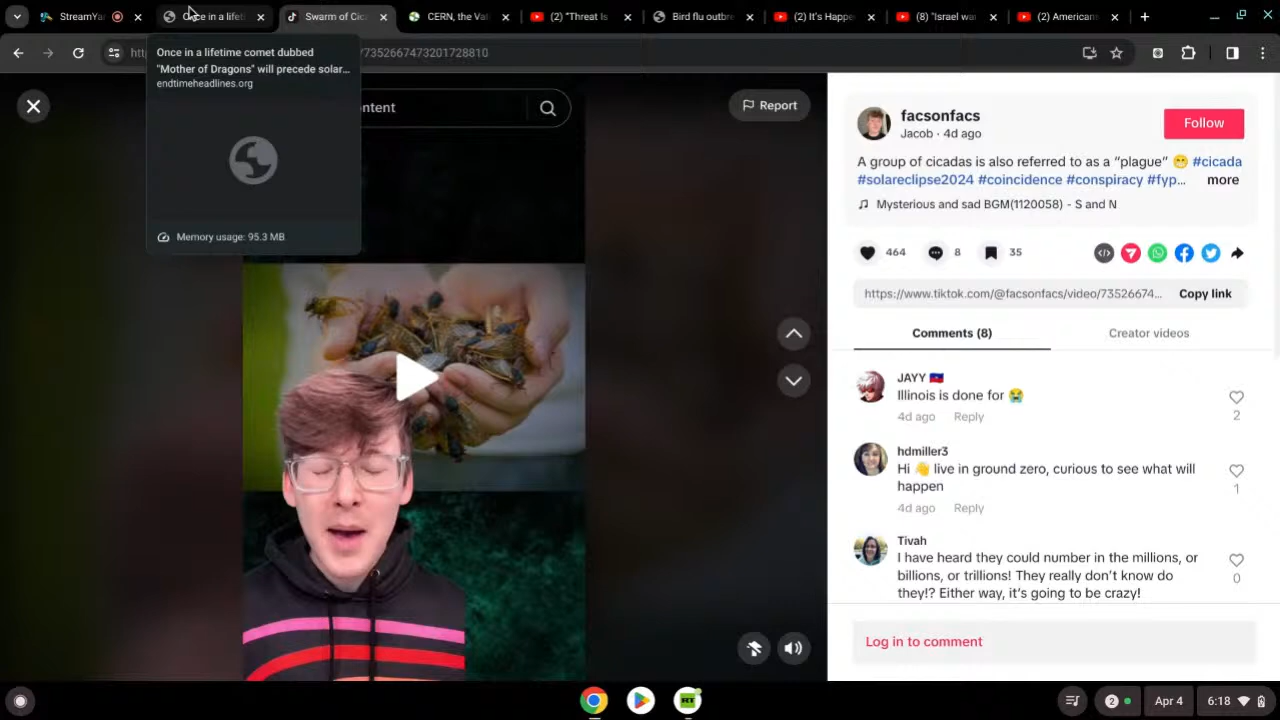 StreamYa
Once in a lifeti
Swarm of Cica
CERN, the Vat
(2) "Threat Is
Bird flu outbre
(2) It's Happe
(8) "Israel wa
(2) Americans
/7352667473201728810
Once in a lifetime comet dubbed
"Mother of Dragons" will precede solar...
endtimeheadlines.org
Memory usage: 95.3 MB
ntent
Report
facsonfacs
Jacob · 4d ago
Follow
A group of cicadas is also referred to as a “plague” 😁 #cicada
#solareclipse2024 #coincidence #conspiracy #fyp... more
Mysterious and sad BGM(1120058) - S and N
464 8 35
https://www.tiktok.com/@facsonfacs/video/73526674... Copy link
Comments (8) Creator videos
JAYY 🇭🇹
Illinois is done for 😭
4d ago Reply
2
hdmiller3
Hi 👋 live in ground zero, curious to see what will
happen
1
4d ago Reply
Tivah
I have heard they could number in the millions, or
billions, or trillions! They really don’t know do
they!? Either way, it’s going to be crazy!
0
Log in to comment
RT
2 Apr 4 6:18